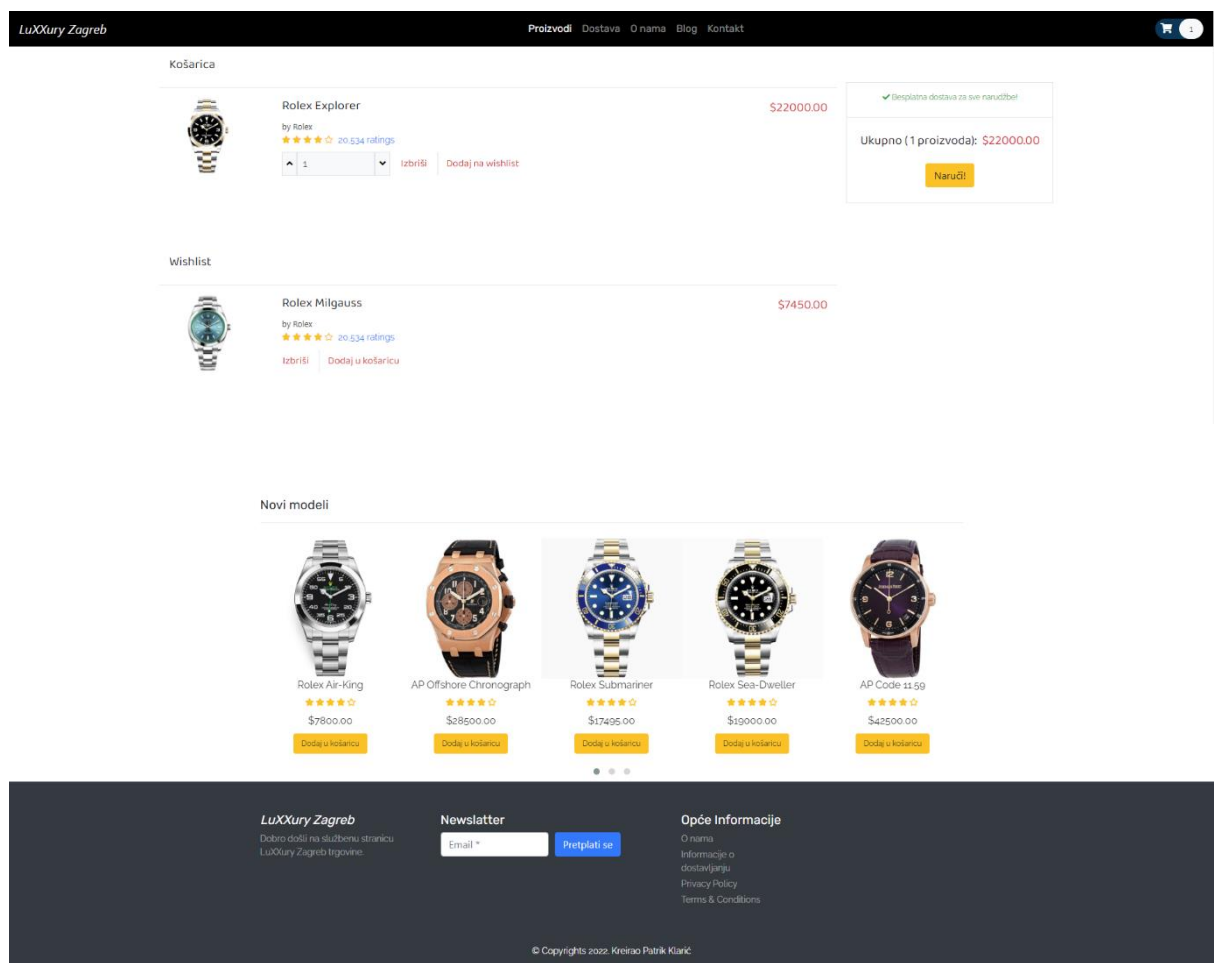 LuXXury Zagreb
Proizvodi Dostava O nama Blog Kontakt
1
Košarica
Rolex Explorer
$22000.00
by Rolex
20,534 ratings
1
Izbriši
Dodaj na wishlist
Besplatna dostava za sve narudžbe!
Ukupno (1 proizvoda): $22000.00
Naruči!
Wishlist
Rolex Milgauss
$7450.00
by Rolex
20,534 ratings
Izbriši
Dodaj u košaricu
Novi modeli
Rolex Air-King
$7800.00
Dodaj u košaricu
AP Offshore Chronograph
$28500.00
Dodaj u košaricu
Rolex Submariner
$17495.00
Dodaj u košaricu
Rolex Sea-Dweller
$19000.00
Dodaj u košaricu
AP Code 11.59
$42500.00
Dodaj u košaricu
LuXXury Zagreb
Dobro došli na službenu stranicu
LuXXury Zagreb trgovine.
Newslatter
Email *
Pretplati se
Opće Informacije
O nama
Informacije o
dostavljanju
Privacy Policy
Terms & Conditions
© Copyrights 2022. Kreirao Patrik Klarić